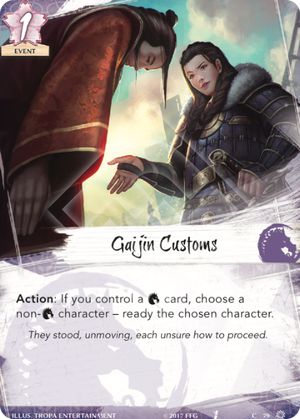 1
EVENT
Gaijin Customs
Action: If you control a card, choose a
non- character – ready the chosen character.
They stood, unmoving, each unsure how to proceed.
ILLUS. TROPA ENTERTAINMENT © 2017 FFG C 29